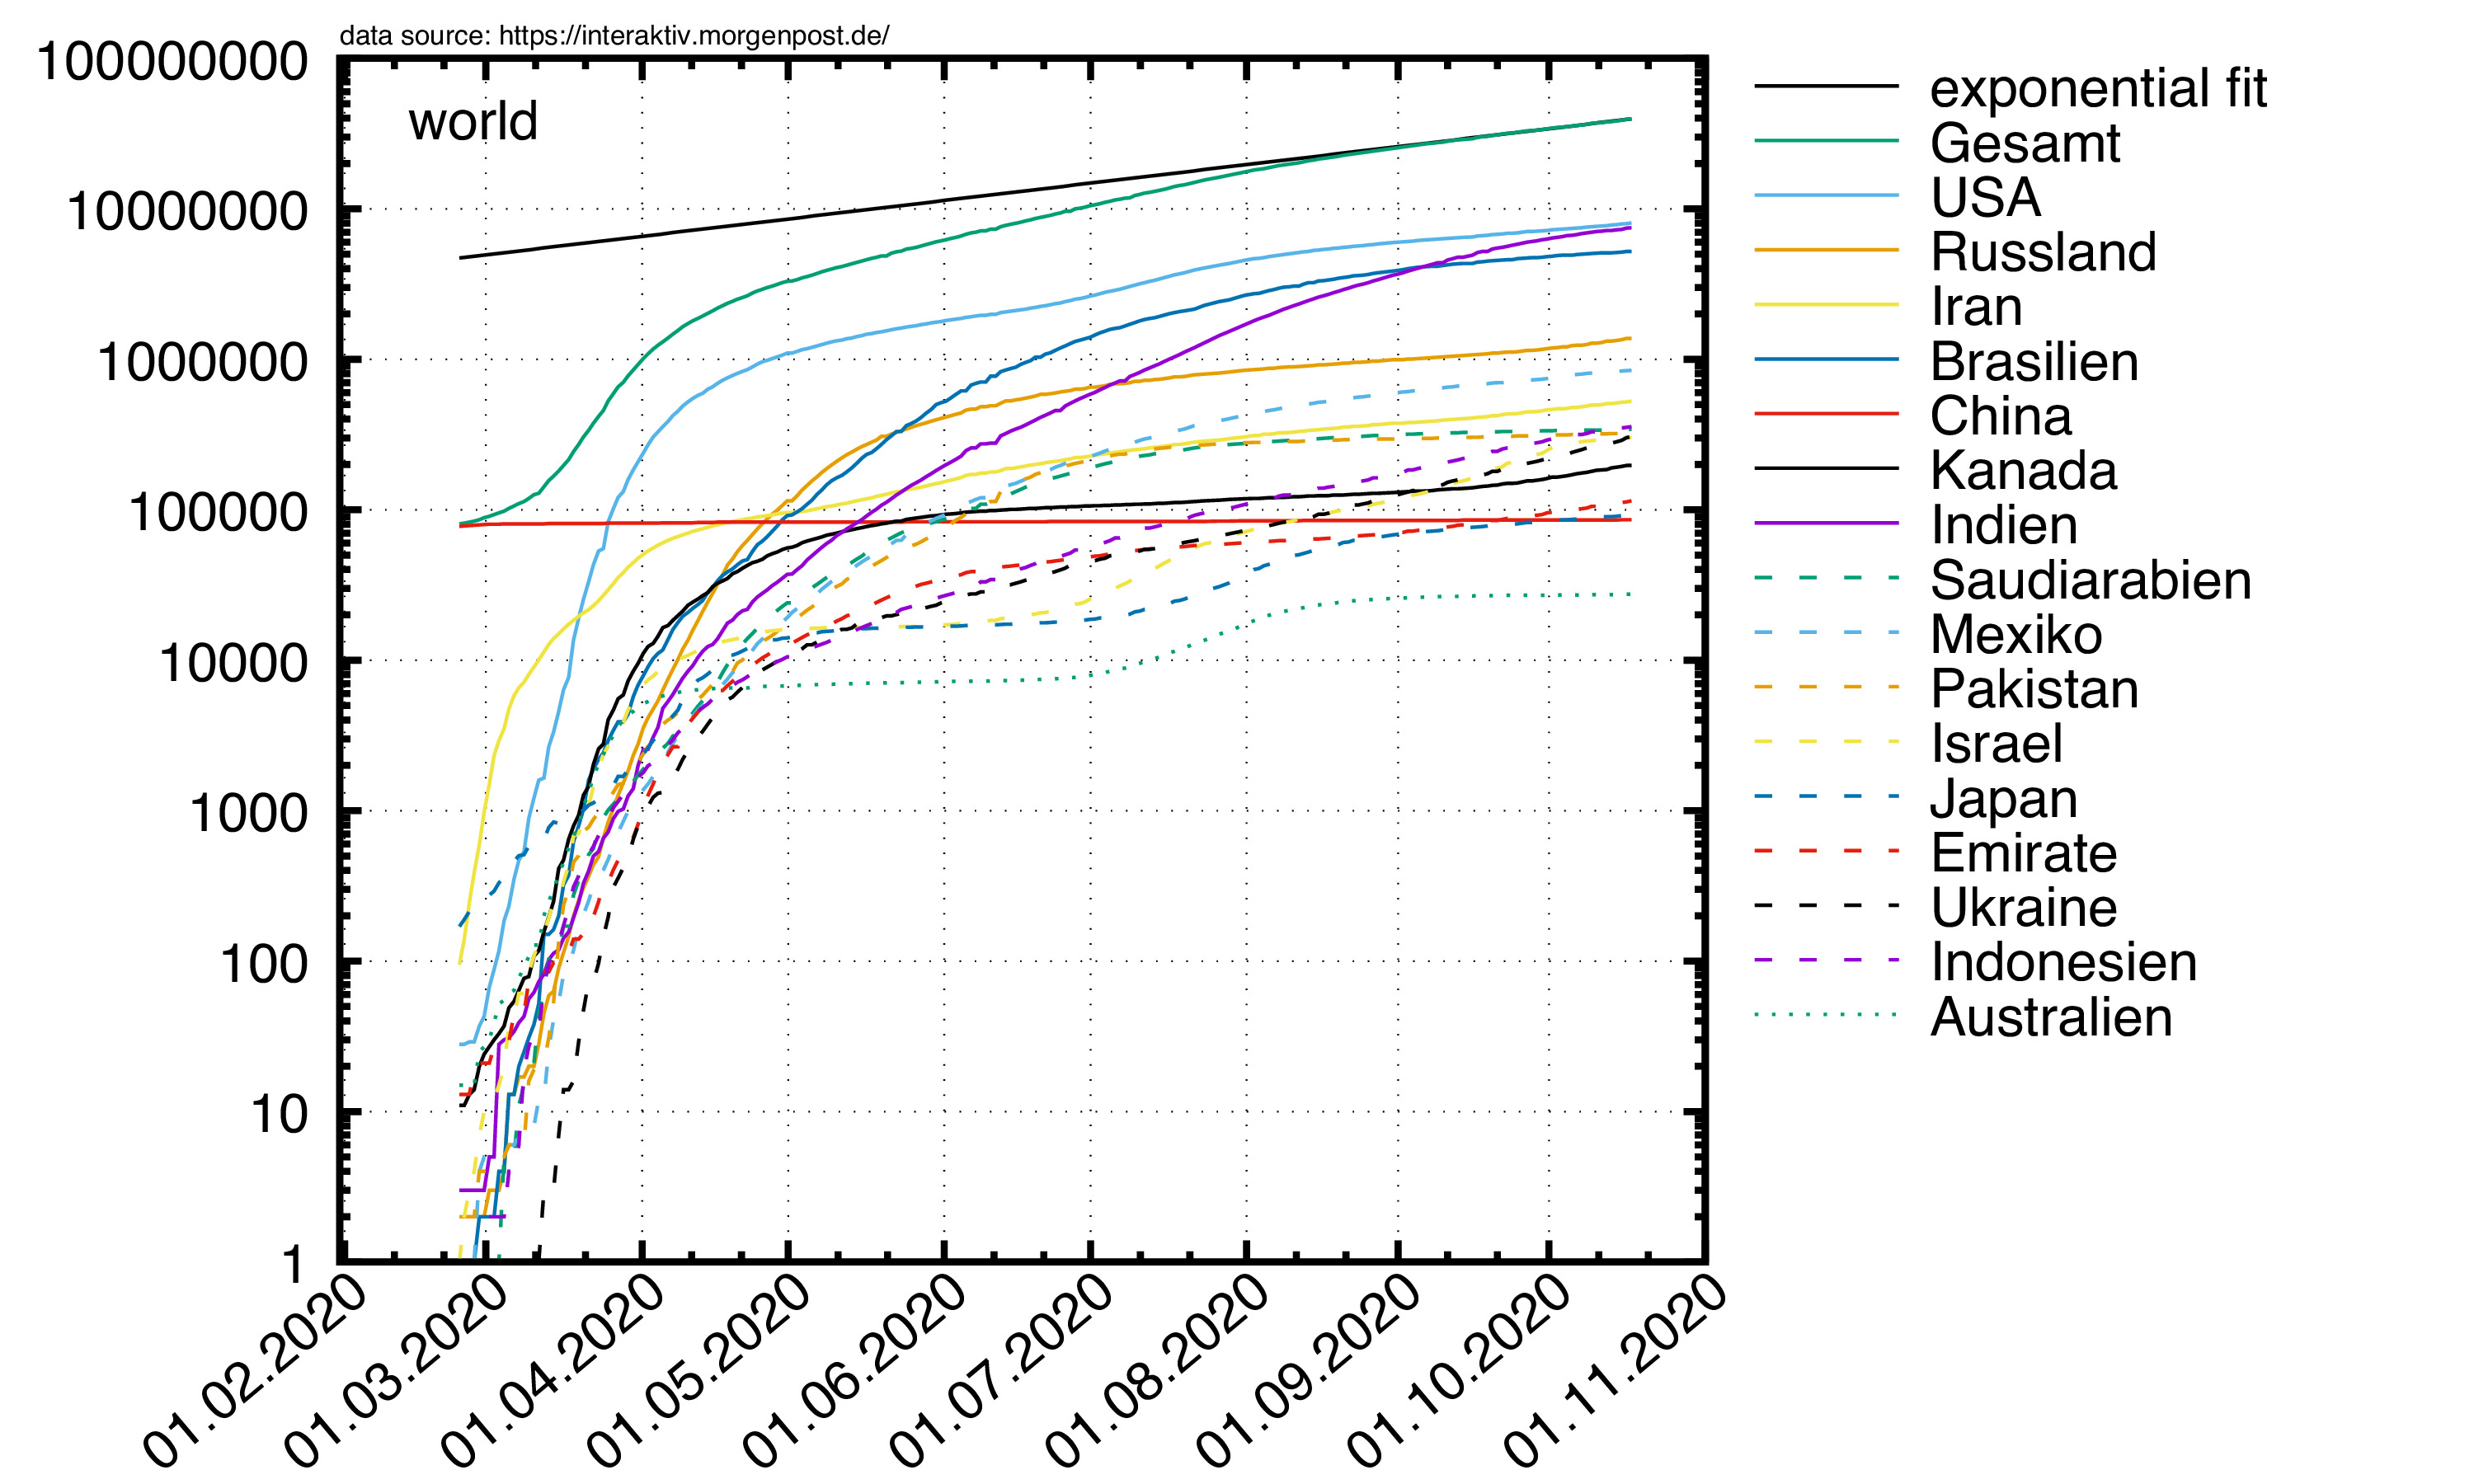 data source: https://interaktiv.morgenpost.de/
world
100000000
10000000
1000000
100000
10000
1000
100
10
1
01.02.2020
01.03.2020
01.04.2020
01.05.2020
01.06.2020
01.07.2020
01.08.2020
01.09.2020
01.10.2020
01.11.2020
exponential fit
Gesamt
USA
Russland
Iran
Brasilien
China
Kanada
Indien
Saudiarabien
Mexiko
Pakistan
Israel
Japan
Emirate
Ukraine
Indonesien
Australien